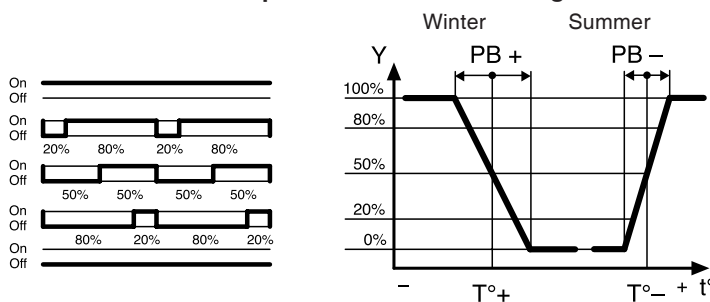 Winter Summer
Y PB + PB –
On
Off
100%
On
Off
80%
20% 80% 20% 80%
On
Off
50%
50% 50% 50% 50%
On
Off
20%
80% 20% 80% 20%
On
Off
0%
– T°+ T°– + t°